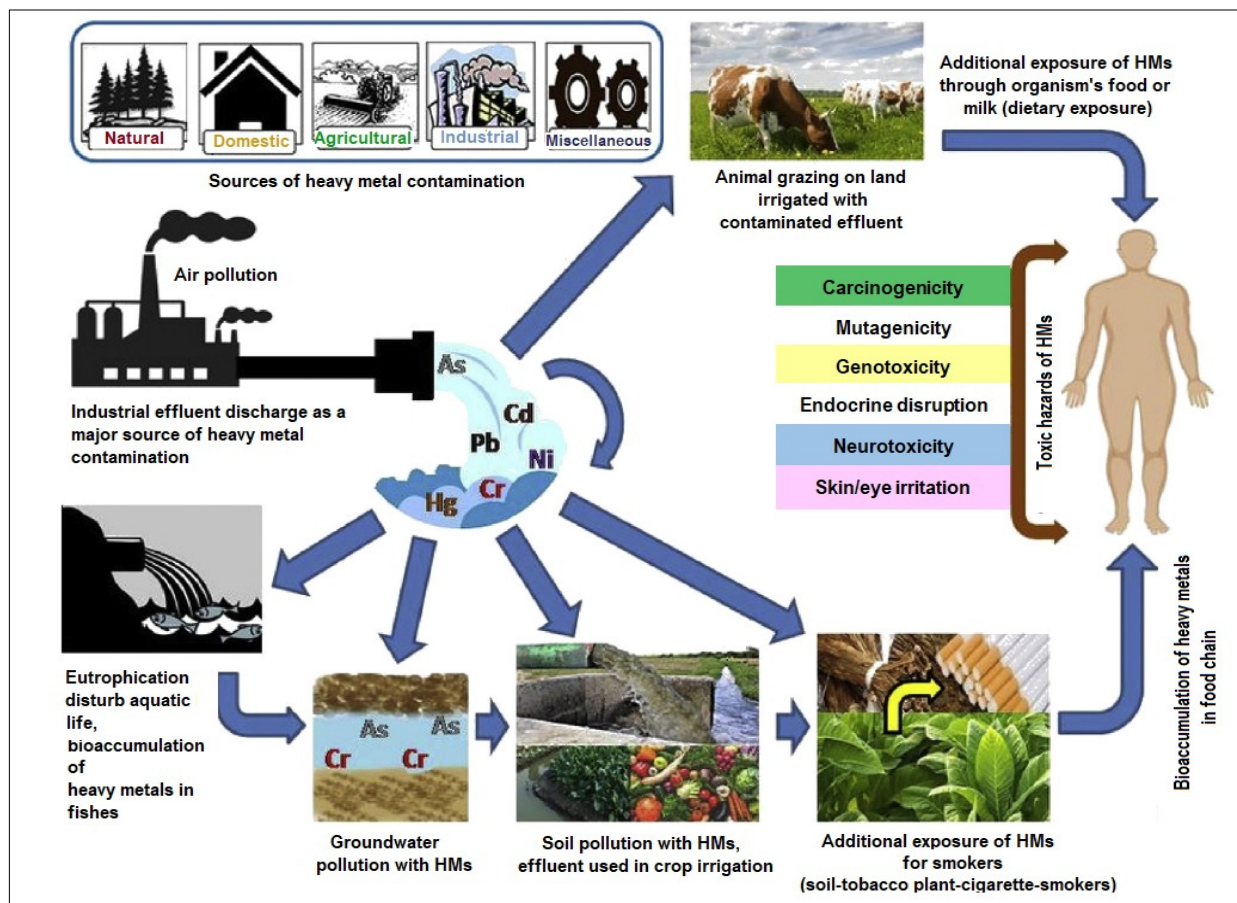 Natural
Domestic
Agricultural
Industrial
Miscellaneous
Sources of heavy metal contamination
Additional exposure of HMs
through organism's food or
milk (dietary exposure)
Animal grazing on land
irrigated with
contaminated effluent
Air pollution
Industrial effluent discharge as a
major source of heavy metal
contamination
As
Cd
Pb
Ni
Cr
Hg
Carcinogenicity
Mutagenicity
Genotoxicity
Endocrine disruption
Neurotoxicity
Skin/eye irritation
Toxic hazards of HMs
Eutrophication
disturb aquatic
life,
bioaccumulation
of
heavy metals in
fishes
As
As
Cr
Cr
Groundwater
pollution with HMs
Soil pollution with HMs,
effluent used in crop irrigation
Additional exposure of HMs
for smokers
(soil-tobacco plant-cigarette-smokers)
Bioaccumulation of heavy metals
in food chain